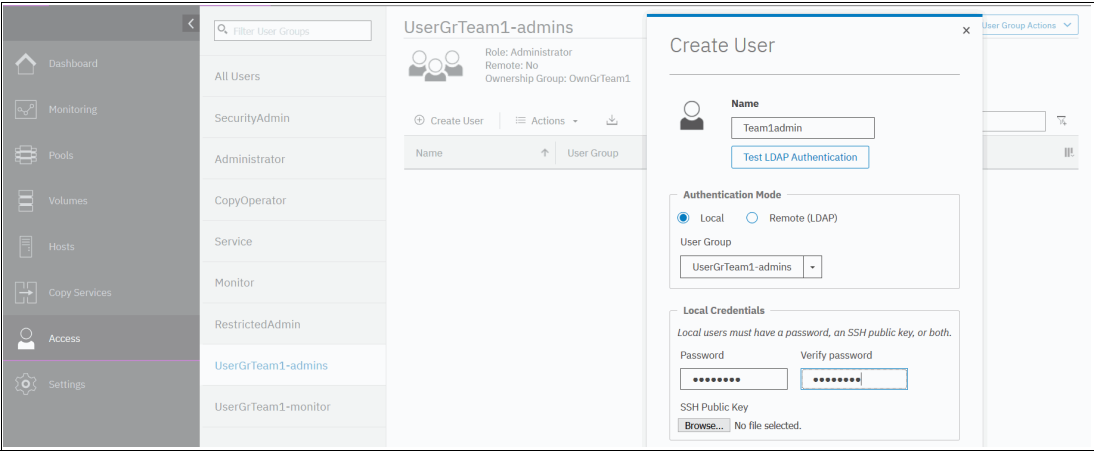 Dashboard
Monitoring
Pools
Volumes
Hosts
Copy Services
Access
Settings
Filter User Groups
All Users
SecurityAdmin
Administrator
CopyOperator
Service
Monitor
RestrictedAdmin
UserGrTeam1-admins
UserGrTeam1-monitor
UserGrTeam1-admins
Role: Administrator
Remote: No
Ownership Group: OwnGrTeam1
Create User
Actions
Name
User Group
User Group Actions
Create User
Name
Team1admin
Test LDAP Authentication
Authentication Mode
Local Remote (LDAP)
User Group
UserGrTeam1-admins
Local Credentials
Local users must have a password, an SSH public key, or both.
Password Verify password
●●●●●●●● ●●●●●●●●
SSH Public Key
Browse... No file selected.